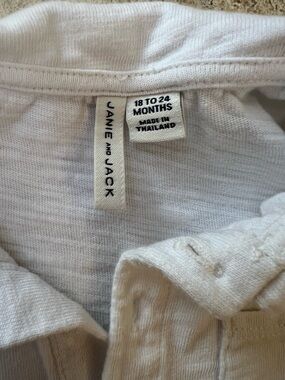 JANIE AND JACK
18 TO 24
MONTHS
MADE IN
THAILAND